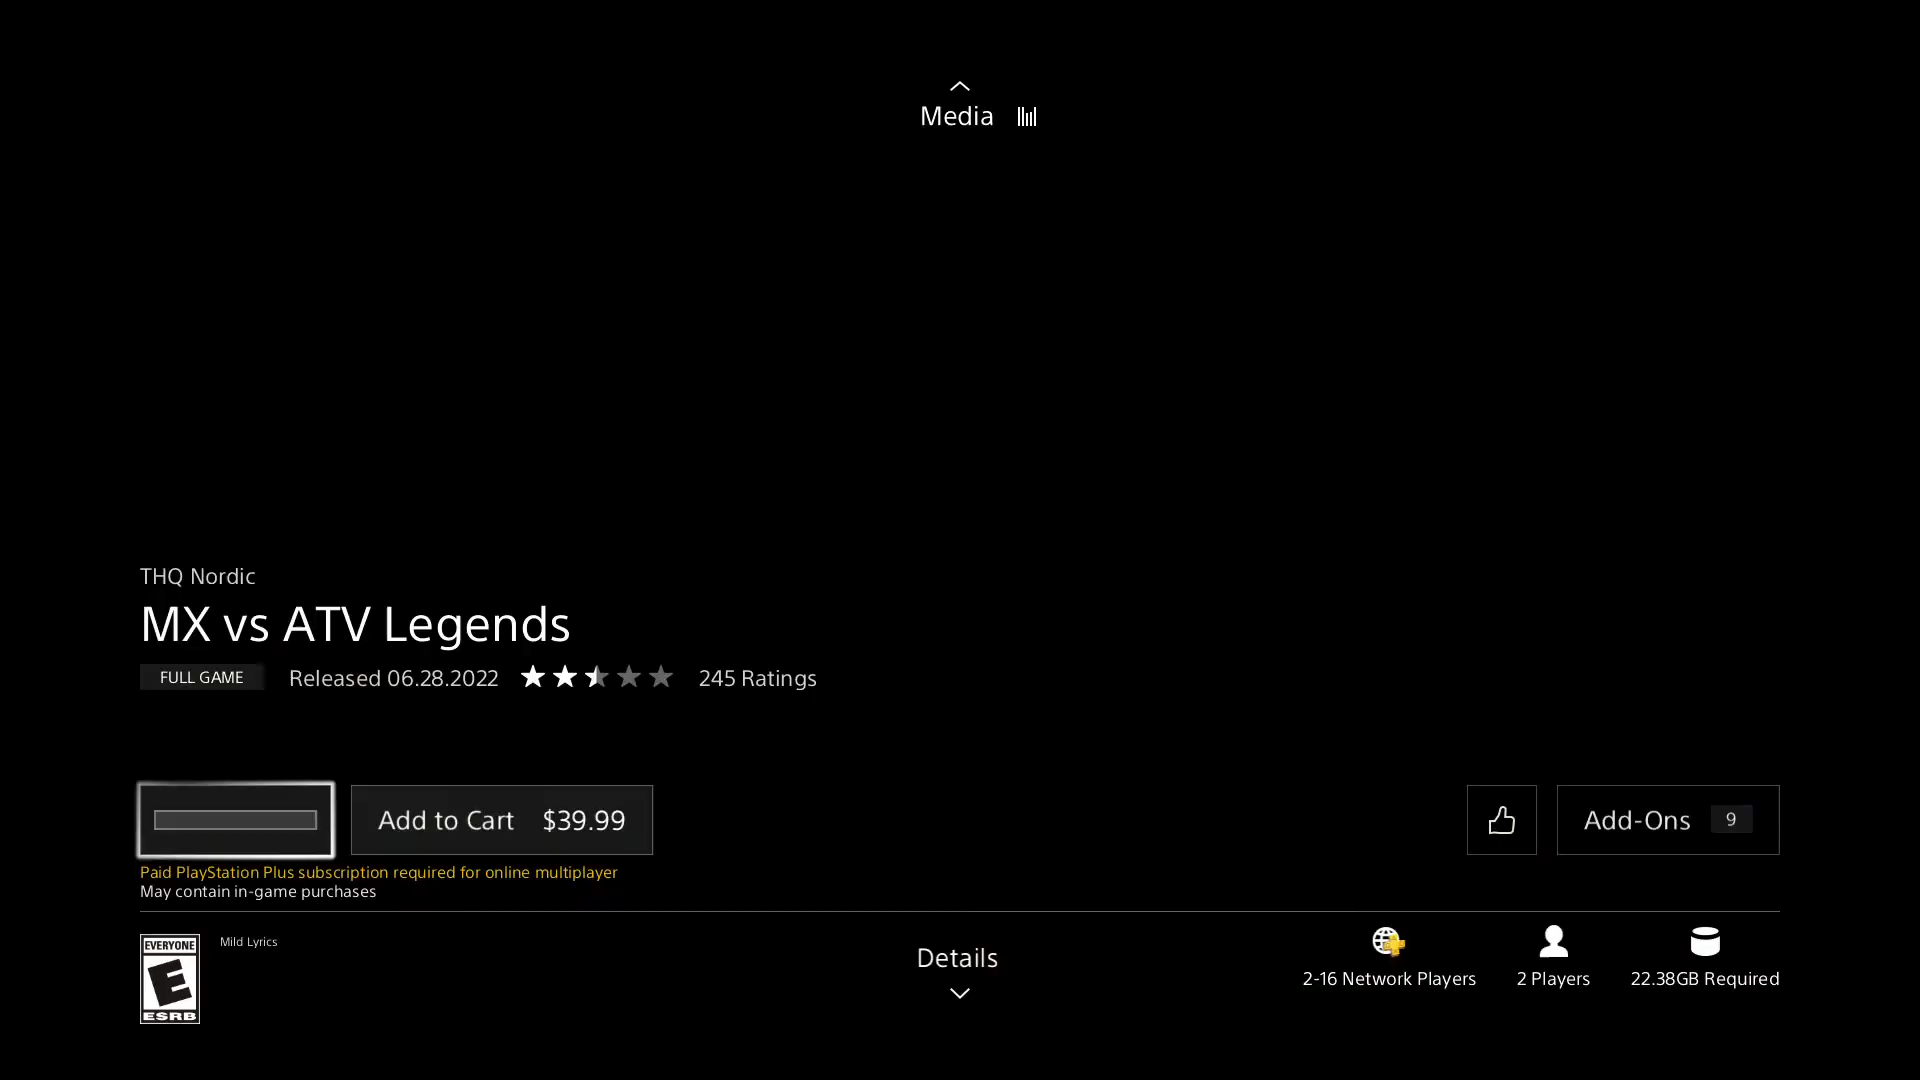 Media
THQ Nordic
MX vs ATV Legends
FULL GAME Released 06.28.2022 245 Ratings
Add to Cart $39.99
Add-Ons 9
Paid PlayStation Plus subscription required for online multiplayer
May contain in-game purchases
EVERYONE
E
ESRB
Mild Lyrics
Details
2-16 Network Players
2 Players
22.38GB Required